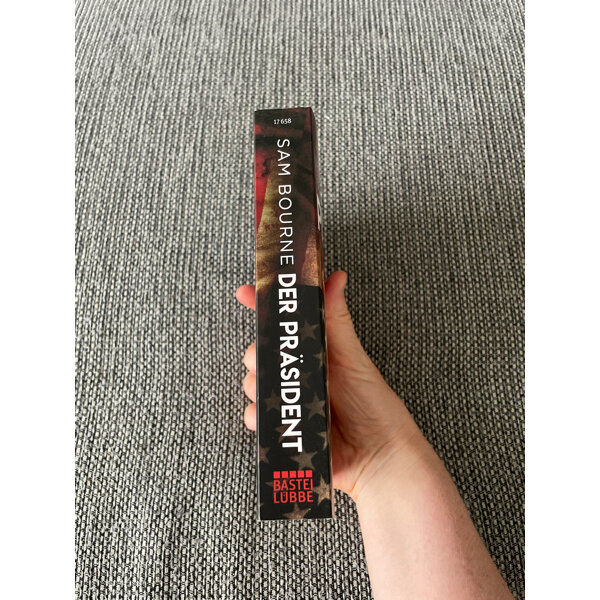 17 658
SAM BOURNE DER PRÄSIDENT
BASTEI
LÜBBE